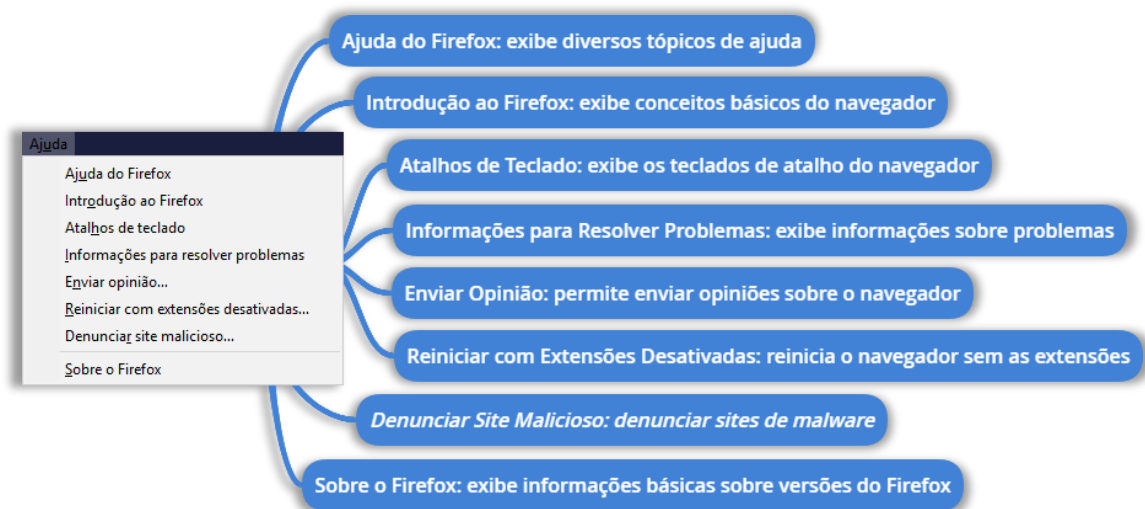 Ajuda
Ajuda do Firefox
Introdução ao Firefox
Atalhos de teclado
Informações para resolver problemas
Enviar opinião...
Reiniciar com extensões desativadas...
Denunciar site malicioso...
Sobre o Firefox
Ajuda do Firefox: exibe diversos tópicos de ajuda
Introdução ao Firefox: exibe conceitos básicos do navegador
Atalhos de Teclado: exibe os teclados de atalho do navegador
Informações para Resolver Problemas: exibe informações sobre problemas
Enviar Opinião: permite enviar opiniões sobre o navegador
Reiniciar com Extensões Desativadas: reinicia o navegador sem as extensões
Denunciar Site Malicioso: denunciar sites de malware
Sobre o Firefox: exibe informações básicas sobre versões do Firefox